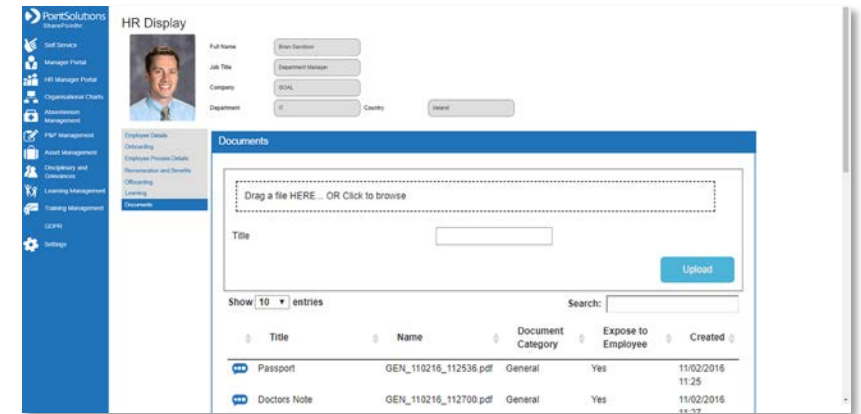 PointSolutions
SharePointhr
HR Display
Self Service
Manager Portal
HR Manager Portal
Organisational Charts
Absenteeism
Management
P&P Management
Asset Management
Disciplinary and
Grievances
Learning Management
Training Management
GDPR
Settings
Full Name
Brian Davidson
Job Title
Department Manager
Company
GOAL
Department
IT
Country
Ireland
Employee Details
Onboarding
Employee Process Details
Remuneration and Benefits
Offboarding
Learning
Documents
Documents
Drag a file HERE... OR Click to browse
Title
Upload
Show 10 entries
Search:
Title Name Document Category Expose to Employee Created
Passport GEN_110216_112536.pdf General Yes 11/02/2016
11:25
Doctors Note GEN_110216_112700.pdf General Yes 11/02/2016
11:27